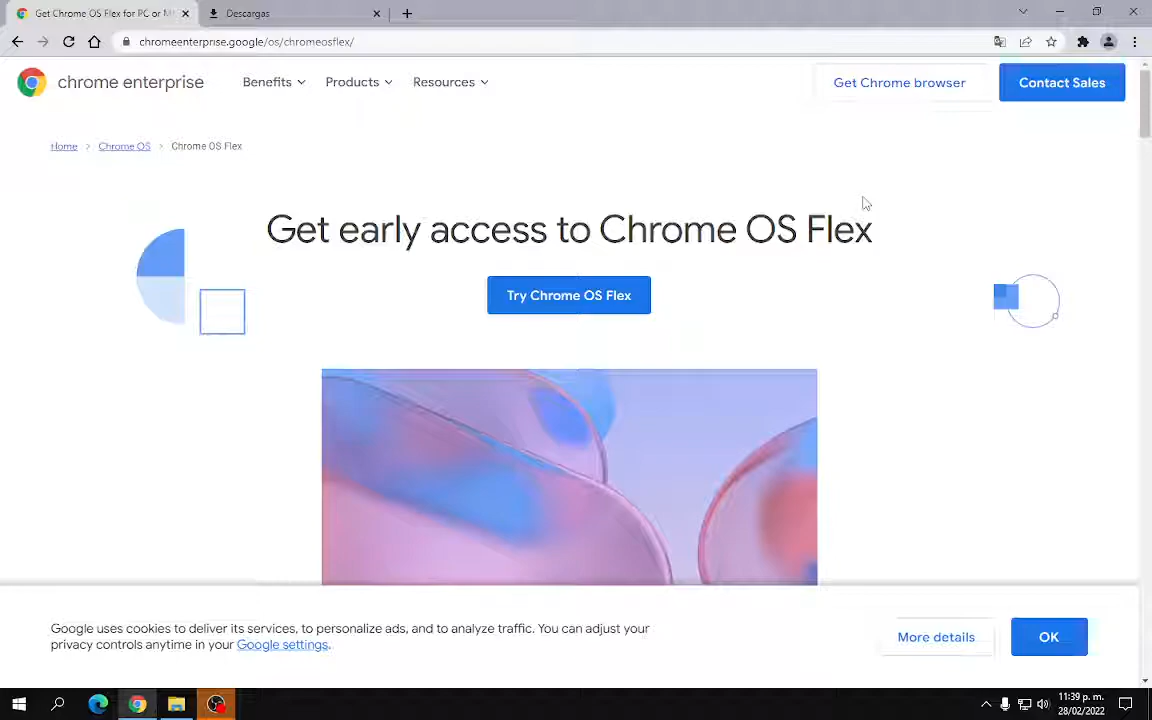 Get Chrome OS Flex for PC or M
Descargas
chromeenterprise.google/os/chromeosflex/
chrome enterprise
Benefits
Products
Resources
Get Chrome browser
Contact Sales
Home > Chrome OS > Chrome OS Flex
Get early access to Chrome OS Flex
Try Chrome OS Flex
Google uses cookies to deliver its services, to personalize ads, and to analyze traffic. You can adjust your
privacy controls anytime in your Google settings.
More details
OK
11:39 p. m.
28/02/2022